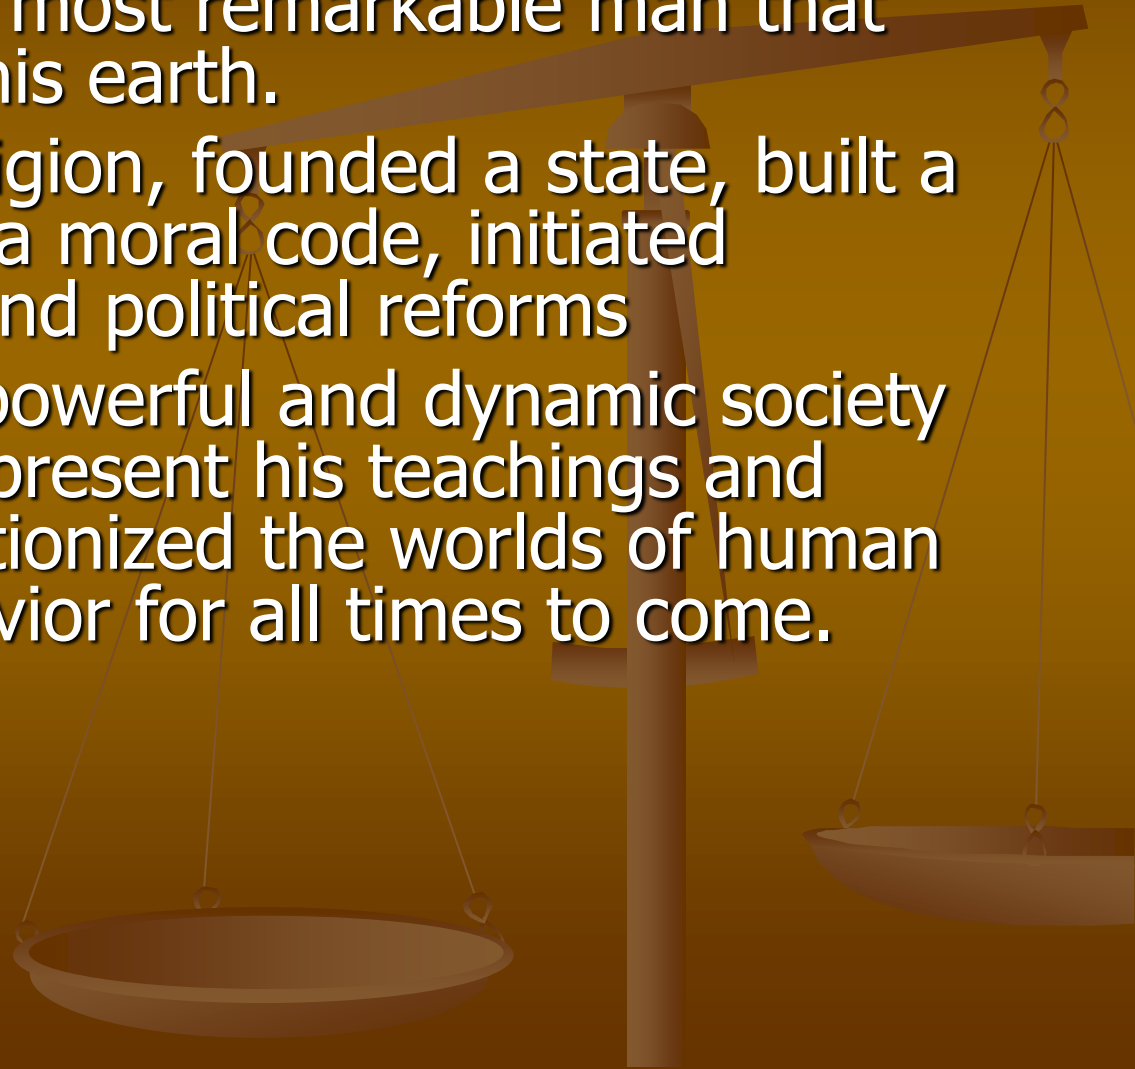 most remarkable man that
his earth.
igion, founded a state, built a
a moral code, initiated
nd political reforms
powerful and dynamic society
present his teachings and
tionized the worlds of human
vior for all times to come.